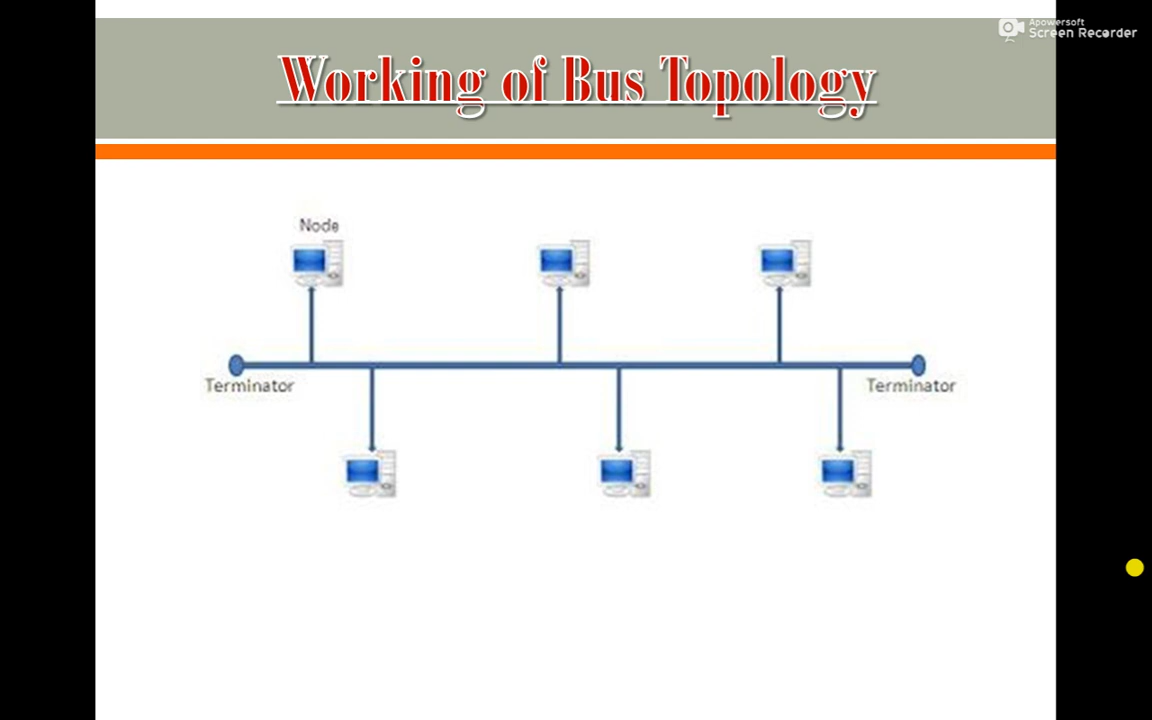 Apowersoft
Screen Recorder
Working of Bus Topology
Node
Terminator
Terminator